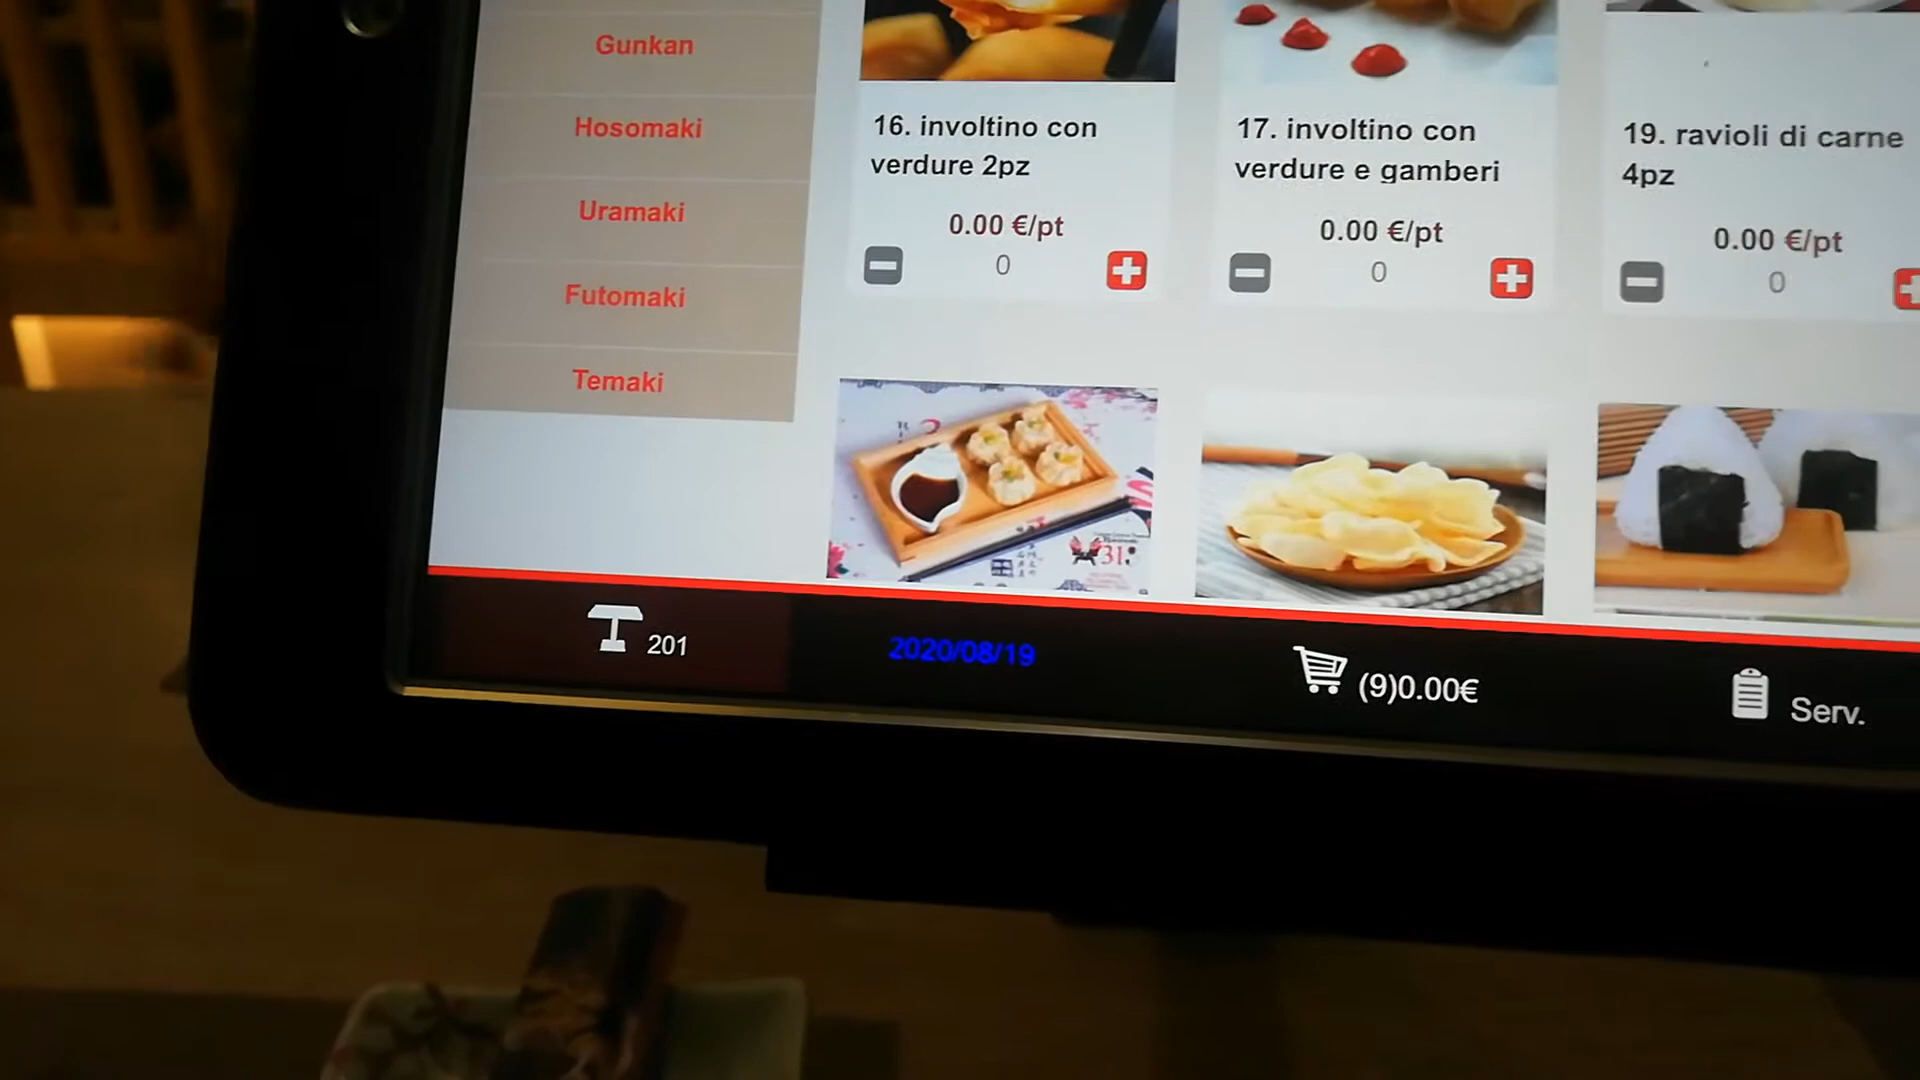 Gunkan
Hosomaki
Uramaki
Futomaki
Temaki
16. involtino con
verdure 2pz
0.00 €/pt
0
17. involtino con
verdure e gamberi
0.00 €/pt
0
19. ravioli di carne
4pz
0.00 €/pt
0
31
201
2020/08/19
(9)0.00€
Serv.